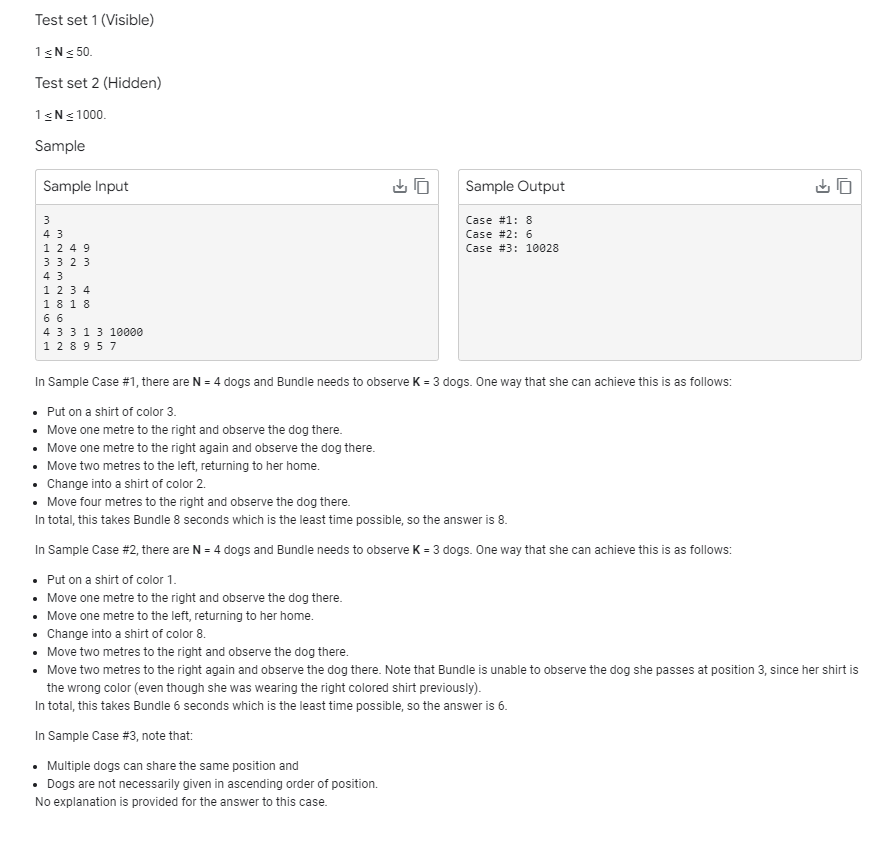 Test set 1 (Visible)
1 ≤ N ≤ 50.
Test set 2 (Hidden)
1 ≤ N ≤ 1000.
Sample
Sample Input
3
4 3
1 2 4 9
3 3 2 3
4 3
1 2 3 4
1 8 1 8
6 6
4 3 3 1 3 10000
1 2 8 9 5 7
Sample Output
Case #1: 8
Case #2: 6
Case #3: 10028
In Sample Case #1, there are N = 4 dogs and Bundle needs to observe K = 3 dogs. One way that she can achieve this is as follows:
• Put on a shirt of color 3.
• Move one metre to the right and observe the dog there.
• Move one metre to the right again and observe the dog there.
• Move two metres to the left, returning to her home.
• Change into a shirt of color 2.
• Move four metres to the right and observe the dog there.
In total, this takes Bundle 8 seconds which is the least time possible, so the answer is 8.
In Sample Case #2, there are N = 4 dogs and Bundle needs to observe K = 3 dogs. One way that she can achieve this is as follows:
• Put on a shirt of color 1.
• Move one metre to the right and observe the dog there.
• Move one metre to the left, returning to her home.
• Change into a shirt of color 8.
• Move two metres to the right and observe the dog there.
• Move two metres to the right again and observe the dog there. Note that Bundle is unable to observe the dog she passes at position 3, since her shirt is
the wrong color (even though she was wearing the right colored shirt previously).
In total, this takes Bundle 6 seconds which is the least time possible, so the answer is 6.
In Sample Case #3, note that:
• Multiple dogs can share the same position and
• Dogs are not necessarily given in ascending order of position.
No explanation is provided for the answer to this case.